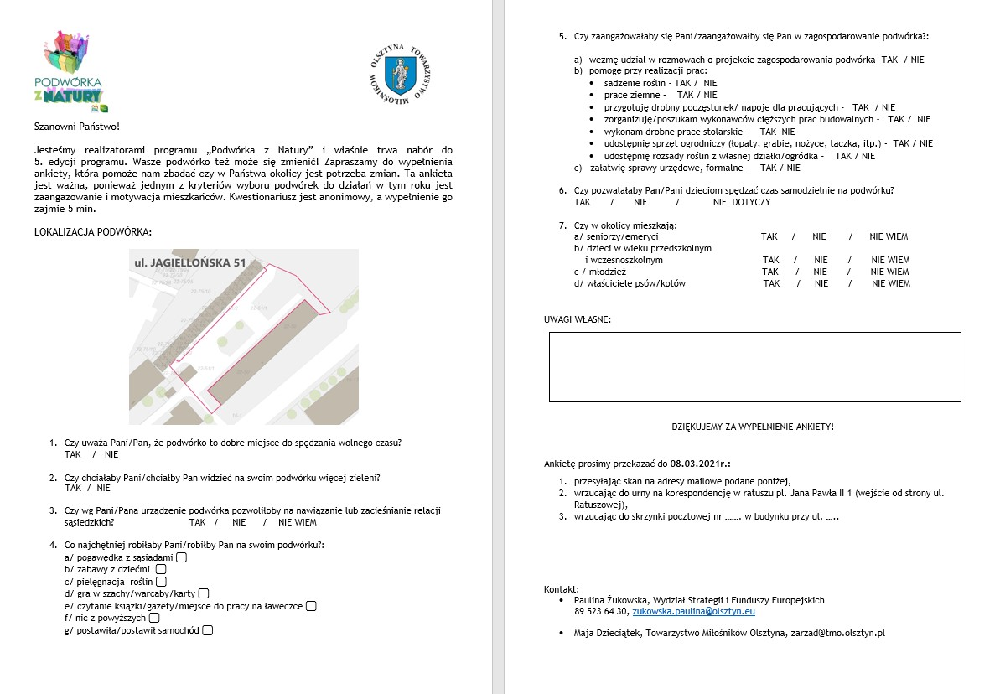 PODWÓRKA
Z NATURY
TOWARZYSTWO MIŁOŚNIKÓW OLSZTYNA
Szanowni Państwo!
Jesteśmy realizatorami programu „Podwórka z Natury” i właśnie trwa nabór do
5. edycji programu. Wasze podwórko też może się zmienić! Zapraszamy do wypełnienia
ankiety, która pomoże nam zbadać czy w Państwa okolicy jest potrzeba zmian. Ta ankieta
jest ważna, ponieważ jednym z kryteriów wyboru podwórek do działań w tym roku jest
zaangażowanie i motywacja mieszkańców. Kwestionariusz jest anonimowy, a wypełnienie go
zajmie 5 min.
LOKALIZACJA PODWÓRKA:
ul. JAGIELLOŃSKA 51
1. Czy uważa Pani/Pan, że podwórko to dobre miejsce do spędzania wolnego czasu?
TAK / NIE
2. Czy chciałaby Pani/chciałby Pan widzieć na swoim podwórku więcej zieleni?
TAK / NIE
3. Czy wg Pani/Pana urządzenie podwórka pozwoliłoby na nawiązanie lub zacieśnianie relacji
sąsiedzkich? TAK / NIE / NIE WIEM
4. Co najchętniej robiłaby Pani/robiłby Pan na swoim podwórku?:
a/ pogawędka z sąsiadami
b/ zabawy z dziećmi
c/ pielęgnacja roślin
d/ gra w szachy/warcaby/karty
e/ czytanie książki/gazety/miejsce do pracy na ławeczce
f/ nic z powyższych
g/ postawiła/postawił samochód
5. Czy zaangażowałaby się Pani/zaangażowałby się Pan w zagospodarowanie podwórka?:
a) wezmę udział w rozmowach o projekcie zagospodarowania podwórka -TAK / NIE
b) pomogę przy realizacji prac:
• sadzenie roślin - TAK / NIE
• prace ziemne - TAK / NIE
• przygotuję drobny poczęstunek/ napoje dla pracujących - TAK / NIE
• zorganizuję/poszukam wykonawców cięższych prac budowalnych - TAK / NIE
• wykonam drobne prace stolarskie - TAK NIE
• udostępnię sprzęt ogrodniczy (łopaty, grabie, nożyce, taczka, itp.) - TAK / NIE
• udostępnię rozsady roślin z własnej działki/ogródka - TAK / NIE
c) załatwię sprawy urzędowe, formalne - TAK / NIE
6. Czy pozwalałaby Pan/Pani dzieciom spędzać czas samodzielnie na podwórku?
TAK / NIE / NIE DOTYCZY
7. Czy w okolicy mieszkają:
a/ seniorzy/emeryci TAK / NIE / NIE WIEM
b/ dzieci w wieku przedszkolnym
i wczesnoszkolnym TAK / NIE / NIE WIEM
c / młodzież TAK / NIE / NIE WIEM
d/ właściciele psów/kotów TAK / NIE / NIE WIEM
UWAGI WŁASNE:
DZIĘKUJEMY ZA WYPEŁNIENIE ANKIETY!
Ankietę prosimy przekazać do 08.03.2021r.:
1. przesyłając skan na adresy mailowe podane poniżej,
2. wrzucając do urny na korespondencję w ratuszu pl. Jana Pawła II 1 (wejście od strony ul.
Ratuszowej),
3. wrzucając do skrzynki pocztowej nr ……. w budynku przy ul. …..
Kontakt:
• Paulina Żukowska, Wydział Strategii i Funduszy Europejskich
89 523 64 30, zukowska.paulina@olsztyn.eu
• Maja Dzieciątek, Towarzystwo Miłośników Olsztyna, zarzad@tmo.olsztyn.pl